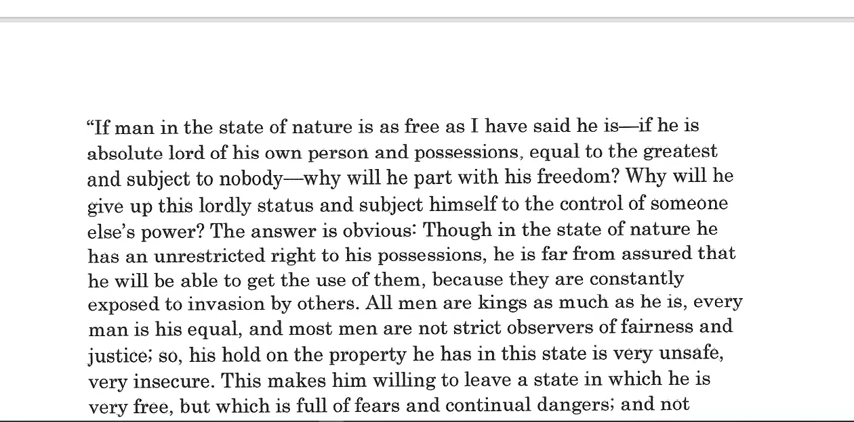 “If man in the state of nature is as free as I have said he is—if he is
absolute lord of his own person and possessions, equal to the greatest
and subject to nobody—why will he part with his freedom? Why will he
give up this lordly status and subject himself to the control of someone
else’s power? The answer is obvious: Though in the state of nature he
has an unrestricted right to his possessions, he is far from assured that
he will be able to get the use of them, because they are constantly
exposed to invasion by others. All men are kings as much as he is, every
man is his equal, and most men are not strict observers of fairness and
justice; so, his hold on the property he has in this state is very unsafe,
very insecure. This makes him willing to leave a state in which he is
very free, but which is full of fears and continual dangers; and not